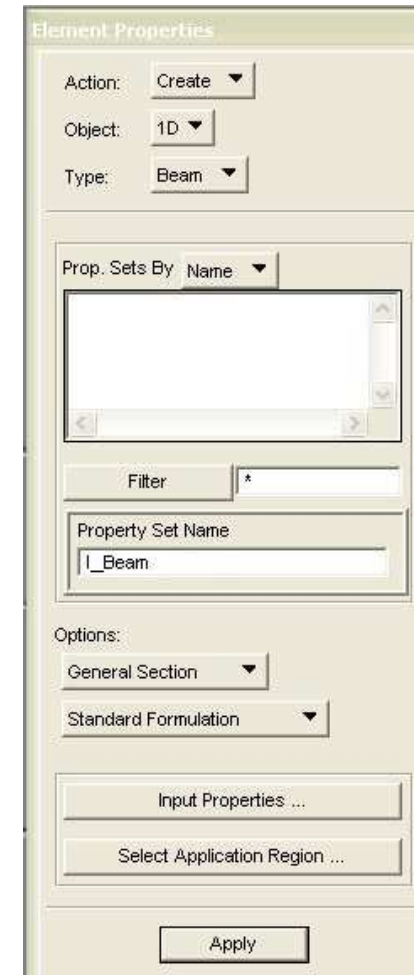 Element Properties
Action: Create
Object: 1D
Type: Beam
Prop. Sets By Name
Filter *
Property Set Name
I_Beam
Options:
General Section
Standard Formulation
Input Properties ...
Select Application Region ...
Apply